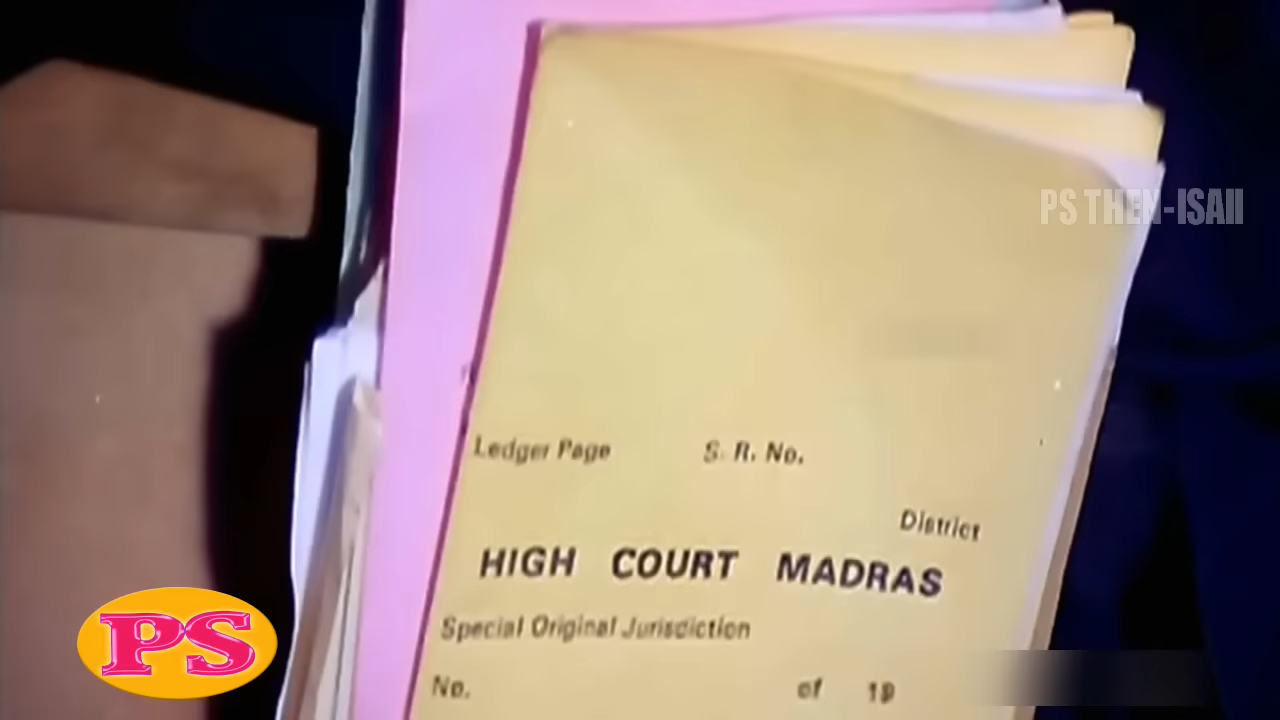 PS THEN-ISAII
Ledger Page S. R. No.
District
HIGH COURT MADRAS
Special Original Jurisdiction
No. of 19
PS